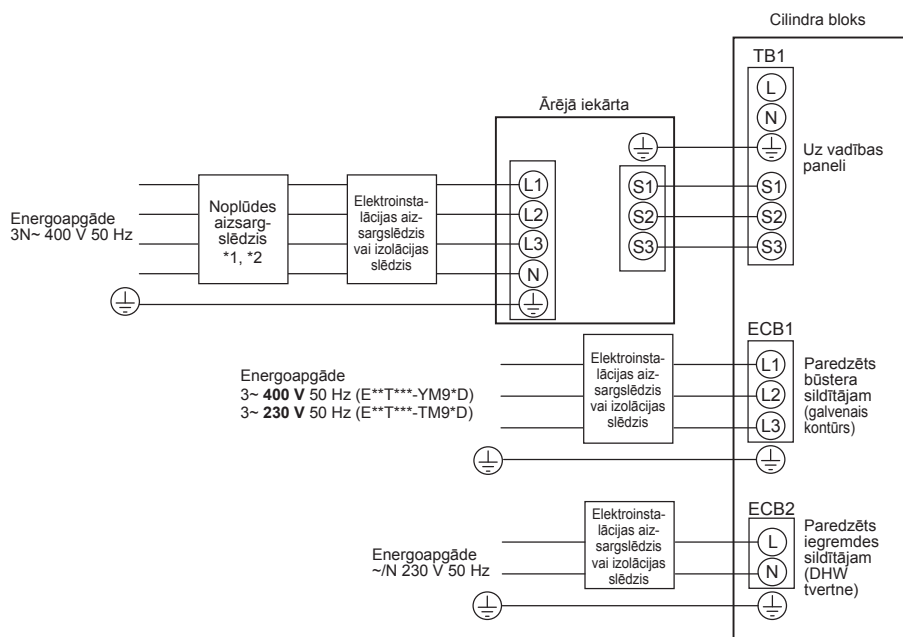 Cilindra bloks
TB1
L
N
Uz vadības
paneli
S1
S2
S3
Ārējā iekārta
S1
S2
S3
L1
L2
L3
N
Energoapgāde
3N~ 400 V 50 Hz
Noplūdes
aizsarg-
slēdzis
*1, *2
Elektroinsta-
lācijas aiz-
sargslēdzis
vai izolācijas
slēdzis
Energoapgāde
3~ 400 V 50 Hz (E**T***-YM9*D)
3~ 230 V 50 Hz (E**T***-TM9*D)
Elektroinsta-
lācijas aiz-
sargslēdzis
vai izolācijas
slēdzis
ECB1
L1
L2
L3
Paredzēts
būstera
sildītājam
(galvenais
kontūrs)
Energoapgāde
~/N 230 V 50 Hz
Elektroinsta-
lācijas aiz-
sargslēdzis
vai izolācijas
slēdzis
ECB2
L
N
Paredzēts
iegremdes
sildītājam
(DHW
tvertne)